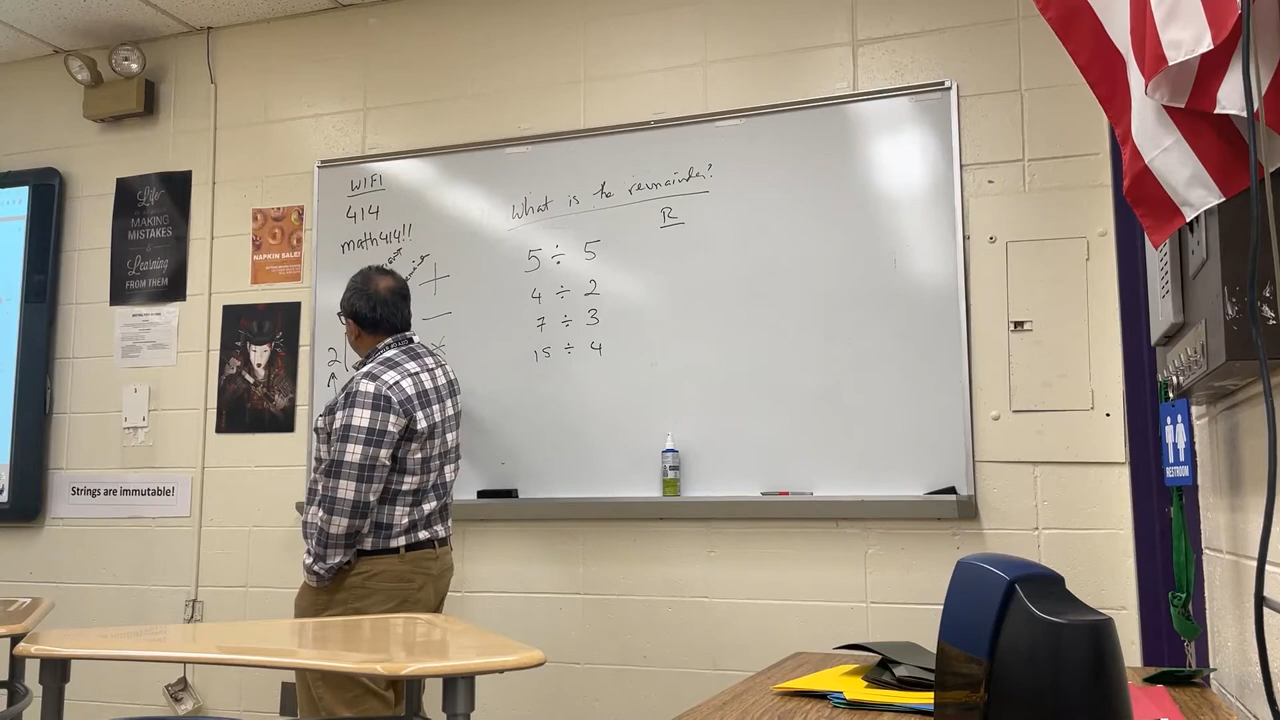 WIFI
414
math414!!
+
−
×
2
What is the remainder?
R
5 ÷ 5
4 ÷ 2
7 ÷ 3
15 ÷ 4
Life
MAKING
MISTAKES
&
Learning
FROM THEM
NAPKIN SALE!
Strings are immutable!
RESTROOM